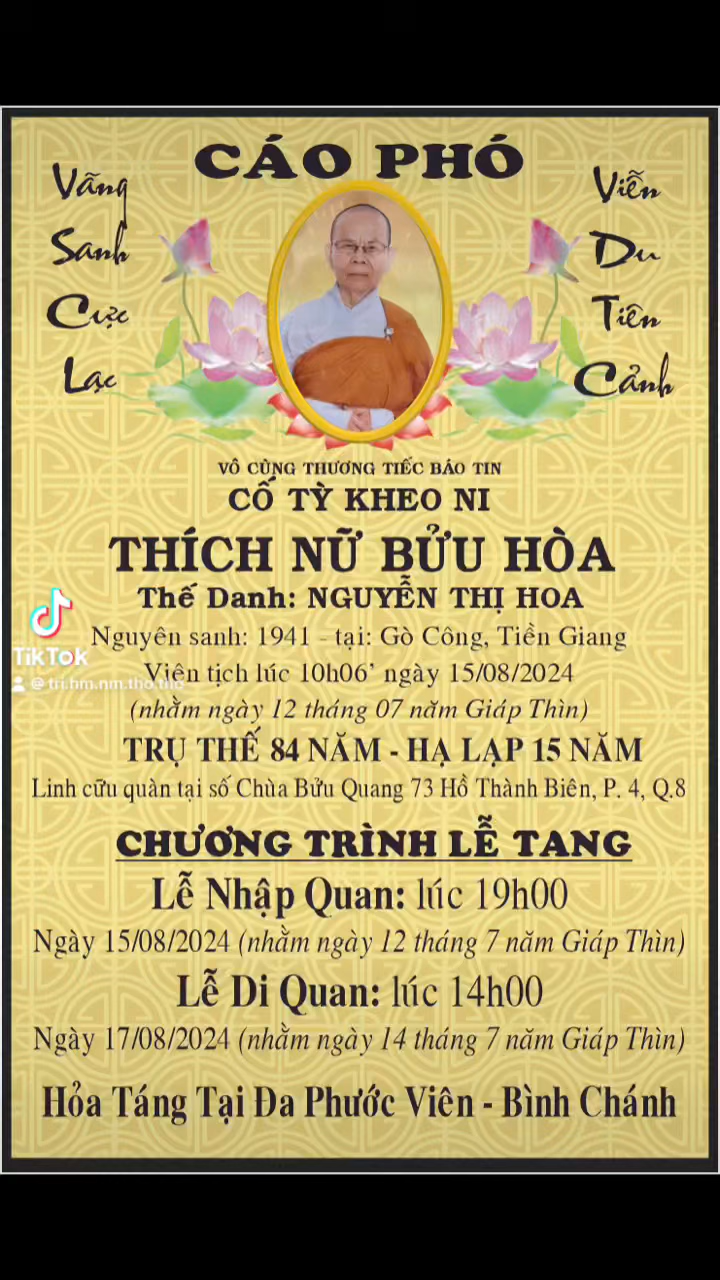 CÁO PHÓ
Vãng
Sanh
Cực
Lạc
Viễn
Du
Tiên
Cảnh
VÔ CÙNG THƯƠNG TIẾC BÁO TIN
CỐ TỲ KHEO NI
THÍCH NỮ BỬU HÒA
Thế Danh: NGUYỄN THỊ HOA
Nguyên sanh: 1941 - tại: Gò Công, Tiền Giang
Viên tịch lúc 10h06’ ngày 15/08/2024
(nhằm ngày 12 tháng 07 năm Giáp Thìn)
TRỤ THẾ 84 NĂM - HẠ LẠP 15 NĂM
Linh cữu quàn tại số Chùa Bửu Quang 73 Hồ Thành Biên, P. 4, Q.8
CHƯƠNG TRÌNH LỄ TANG
Lễ Nhập Quan: lúc 19h00
Ngày 15/08/2024 (nhằm ngày 12 tháng 7 năm Giáp Thìn)
Lễ Di Quan: lúc 14h00
Ngày 17/08/2024 (nhằm ngày 14 tháng 7 năm Giáp Thìn)
Hỏa Táng Tại Đa Phước Viên - Bình Chánh
TikTok